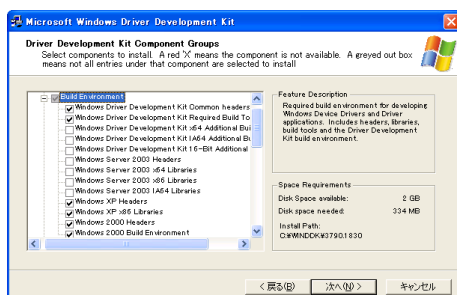 Microsoft Windows Driver Development Kit
Driver Development Kit Component Groups
Select components to install. A red 'X' means the component is not available. A greyed out box
means not all entries under that component are selected to install
Build Environment
Windows Driver Development Kit Common headers
Windows Driver Development Kit Required Build To
Windows Driver Development Kit x64 Additional Bui
Windows Driver Development Kit IA64 Additional Bu
Windows Driver Development Kit 16-Bit Additional
Windows Server 2003 Headers
Windows Server 2003 x64 Libraries
Windows Server 2003 IA64 Libraries
Windows XP Headers
Windows XP x86 Libraries
Windows 2000 Headers
Windows 2000 Build Environment
Feature Description
Required build environment for developing
Windows Device Drivers and Driver
applications. Includes headers, libraries,
build tools and the Driver Development
Kit build environment.
Space Requirements
Disk Space available: 2 GB
Disk space needed: 334 MB
Install Path:
C:¥WINDDK¥3790.1830
< 戻る(B)
次へ(N) >
キャンセル